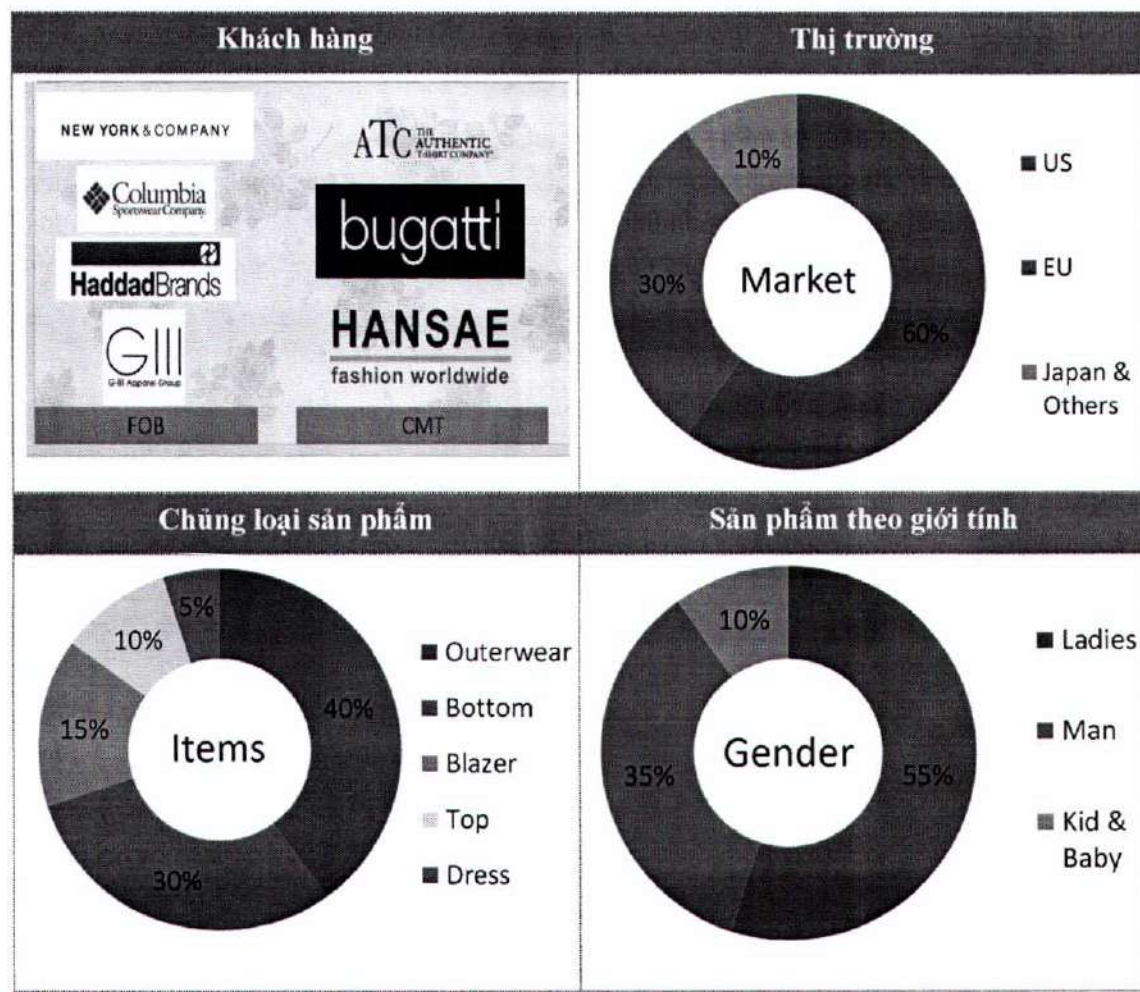 Khách hàng
Thị trường
NEW YORK & COMPANY
Columbia
Sportswear Company
HaddadBrands
GIII
G-III Apparel Group
FOB
ATC THE
AUTHENTIC
T-SHIRT COMPANY
bugatti
HANSAE
fashion worldwide
CMT
10%
30%
60%
Market
US
EU
Japan &
Others
Chủng loại sản phẩm
Sản phẩm theo giới tính
5%
10%
15%
40%
30%
Items
Outerwear
Bottom
Blazer
Top
Dress
10%
35%
55%
Gender
Ladies
Man
Kid &
Baby